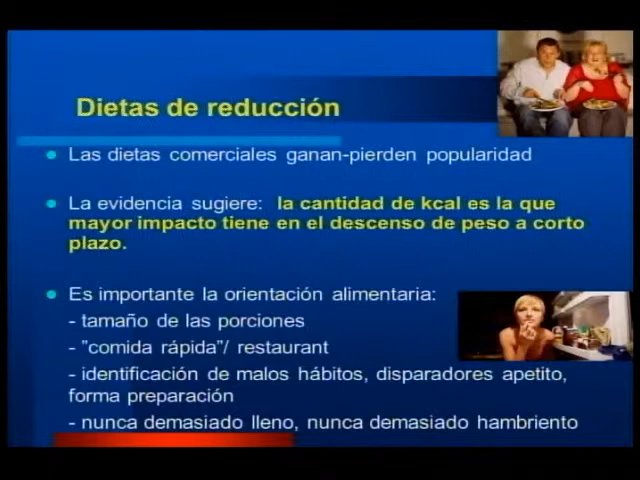 Dietas de reducción
Las dietas comerciales ganan-pierden popularidad
La evidencia sugiere: la cantidad de kcal es la que
mayor impacto tiene en el descenso de peso a corto
plazo.
Es importante la orientación alimentaria:
- tamaño de las porciones
- "comida rápida"/ restaurant
- identificación de malos hábitos, disparadores apetito,
forma preparación
- nunca demasiado lleno, nunca demasiado hambriento